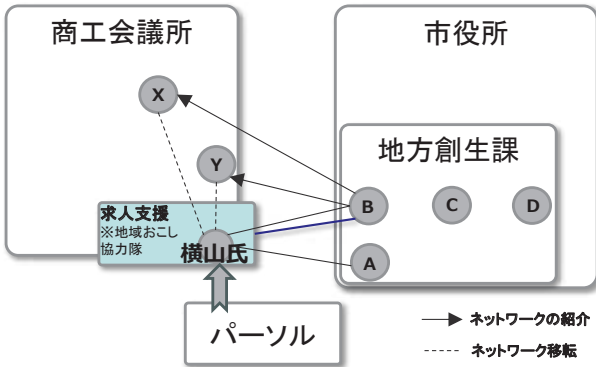 商工会議所
市役所
X
Y
地方創生課
B
C
D
A
求人支援
※地域おこし
協力隊
横山氏
パーソル
ネットワークの紹介
ネットワーク移転